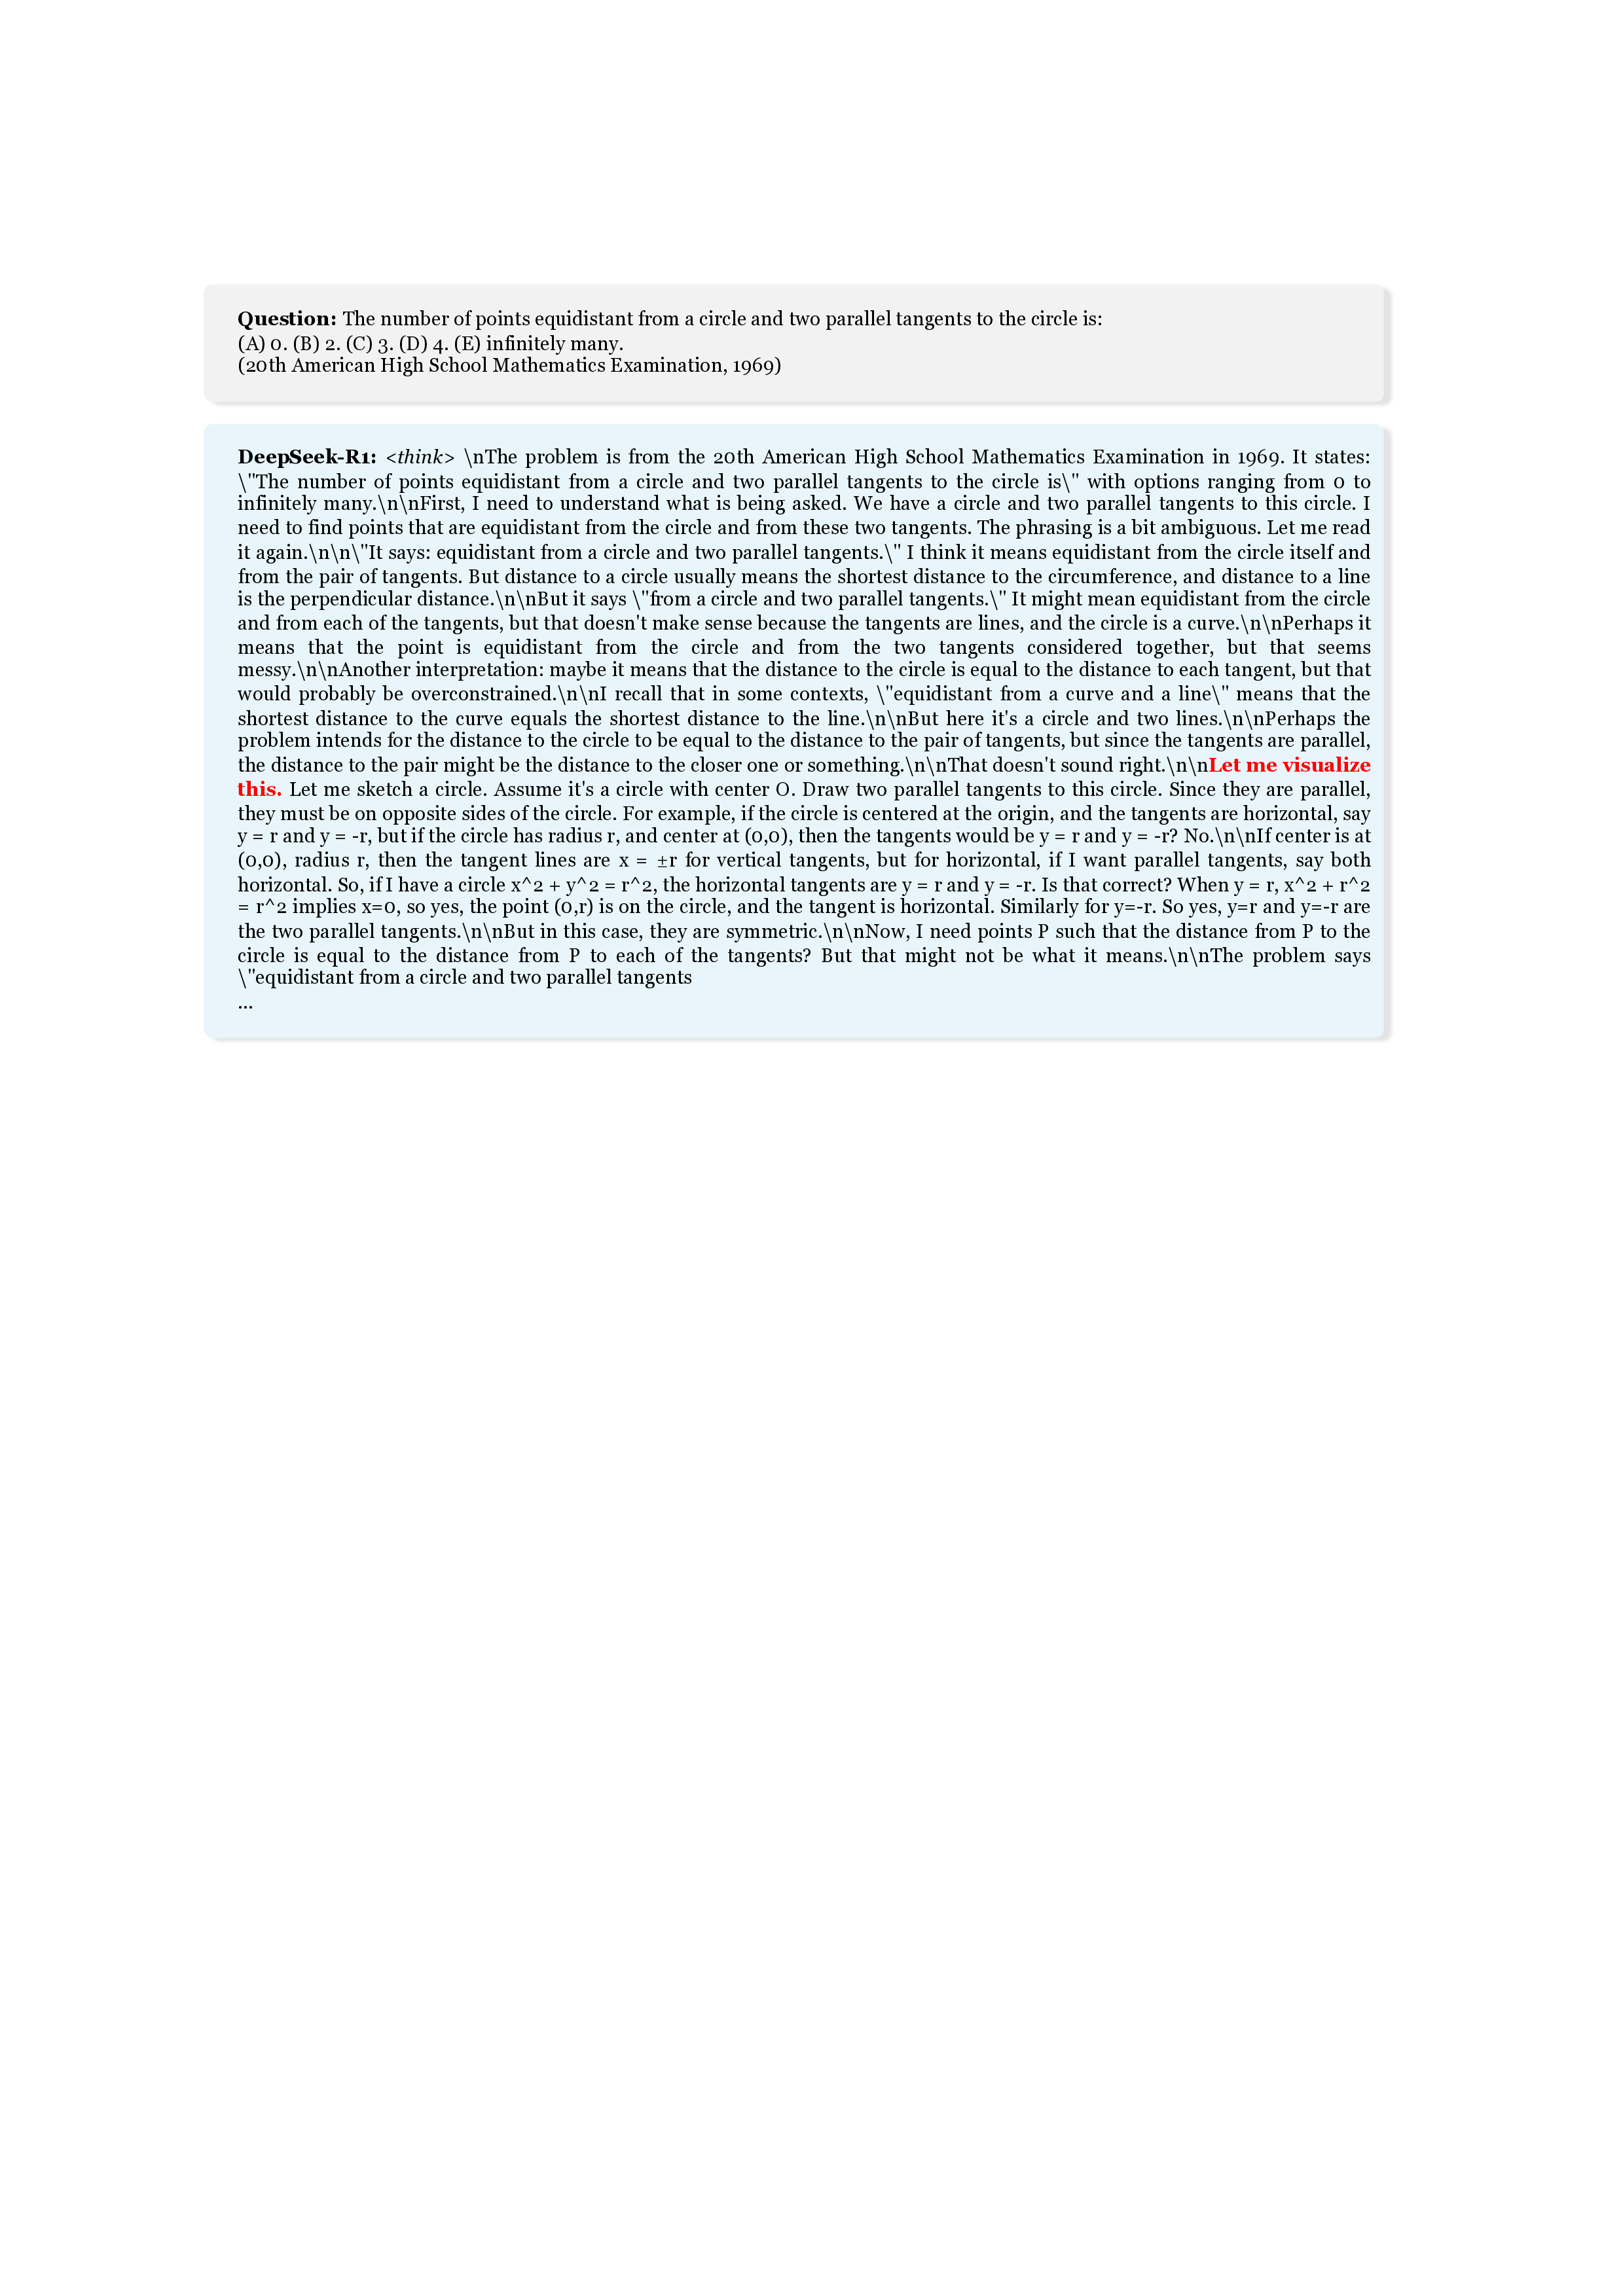 Question: The number of points equidistant from a circle and two parallel tangents to the circle is:
(A) 0. (B) 2. (C) 3. (D) 4. (E) infinitely many.
(20th American High School Mathematics Examination, 1969)
DeepSeek-R1: <think> \nThe problem is from the 20th American High School Mathematics Examination in 1969. It states:
\"The number of points equidistant from a circle and two parallel tangents to the circle is\" with options ranging from 0 to
infinitely many.\n\nFirst, I need to understand what is being asked. We have a circle and two parallel tangents to this circle. I
need to find points that are equidistant from the circle and from these two tangents. The phrasing is a bit ambiguous. Let me read
it again.\n\n\"It says: equidistant from a circle and two parallel tangents.\" I think it means equidistant from the circle itself and
from the pair of tangents. But distance to a circle usually means the shortest distance to the circumference, and distance to a line
is the perpendicular distance.\n\nBut it says \"from a circle and two parallel tangents.\" It might mean equidistant from the circle
and from each of the tangents, but that doesn't make sense because the tangents are lines, and the circle is a curve.\n\nPerhaps it
means that the point is equidistant from the circle and from the two tangents considered together, but that seems
messy.\n\nAnother interpretation: maybe it means that the distance to the circle is equal to the distance to each tangent, but that
would probably be overconstrained.\n\nI recall that in some contexts, \"equidistant from a curve and a line\" means that the
shortest distance to the curve equals the shortest distance to the line.\n\nBut here it's a circle and two lines.\n\nPerhaps the
problem intends for the distance to the circle to be equal to the distance to the pair of tangents, but since the tangents are parallel,
the distance to the pair might be the distance to the closer one or something.\n\nThat doesn't sound right.\n\nLet me visualize
this. Let me sketch a circle. Assume it's a circle with center O. Draw two parallel tangents to this circle. Since they are parallel,
they must be on opposite sides of the circle. For example, if the circle is centered at the origin, and the tangents are horizontal, say
y = r and y = -r, but if the circle has radius r, and center at (0,0), then the tangents would be y = r and y = -r? No.\n\nIf center is at
(0,0), radius r, then the tangent lines are x = ±r for vertical tangents, but for horizontal, if I want parallel tangents, say both
horizontal. So, if I have a circle x^2 + y^2 = r^2, the horizontal tangents are y = r and y = -r. Is that correct? When y = r, x^2 + r^2
= r^2 implies x=0, so yes, the point (0,r) is on the circle, and the tangent is horizontal. Similarly for y=-r. So yes, y=r and y=-r are
the two parallel tangents.\n\nBut in this case, they are symmetric.\n\nNow, I need points P such that the distance from P to the
circle is equal to the distance from P to each of the tangents? But that might not be what it means.\n\nThe problem says
\"equidistant from a circle and two parallel tangents
...